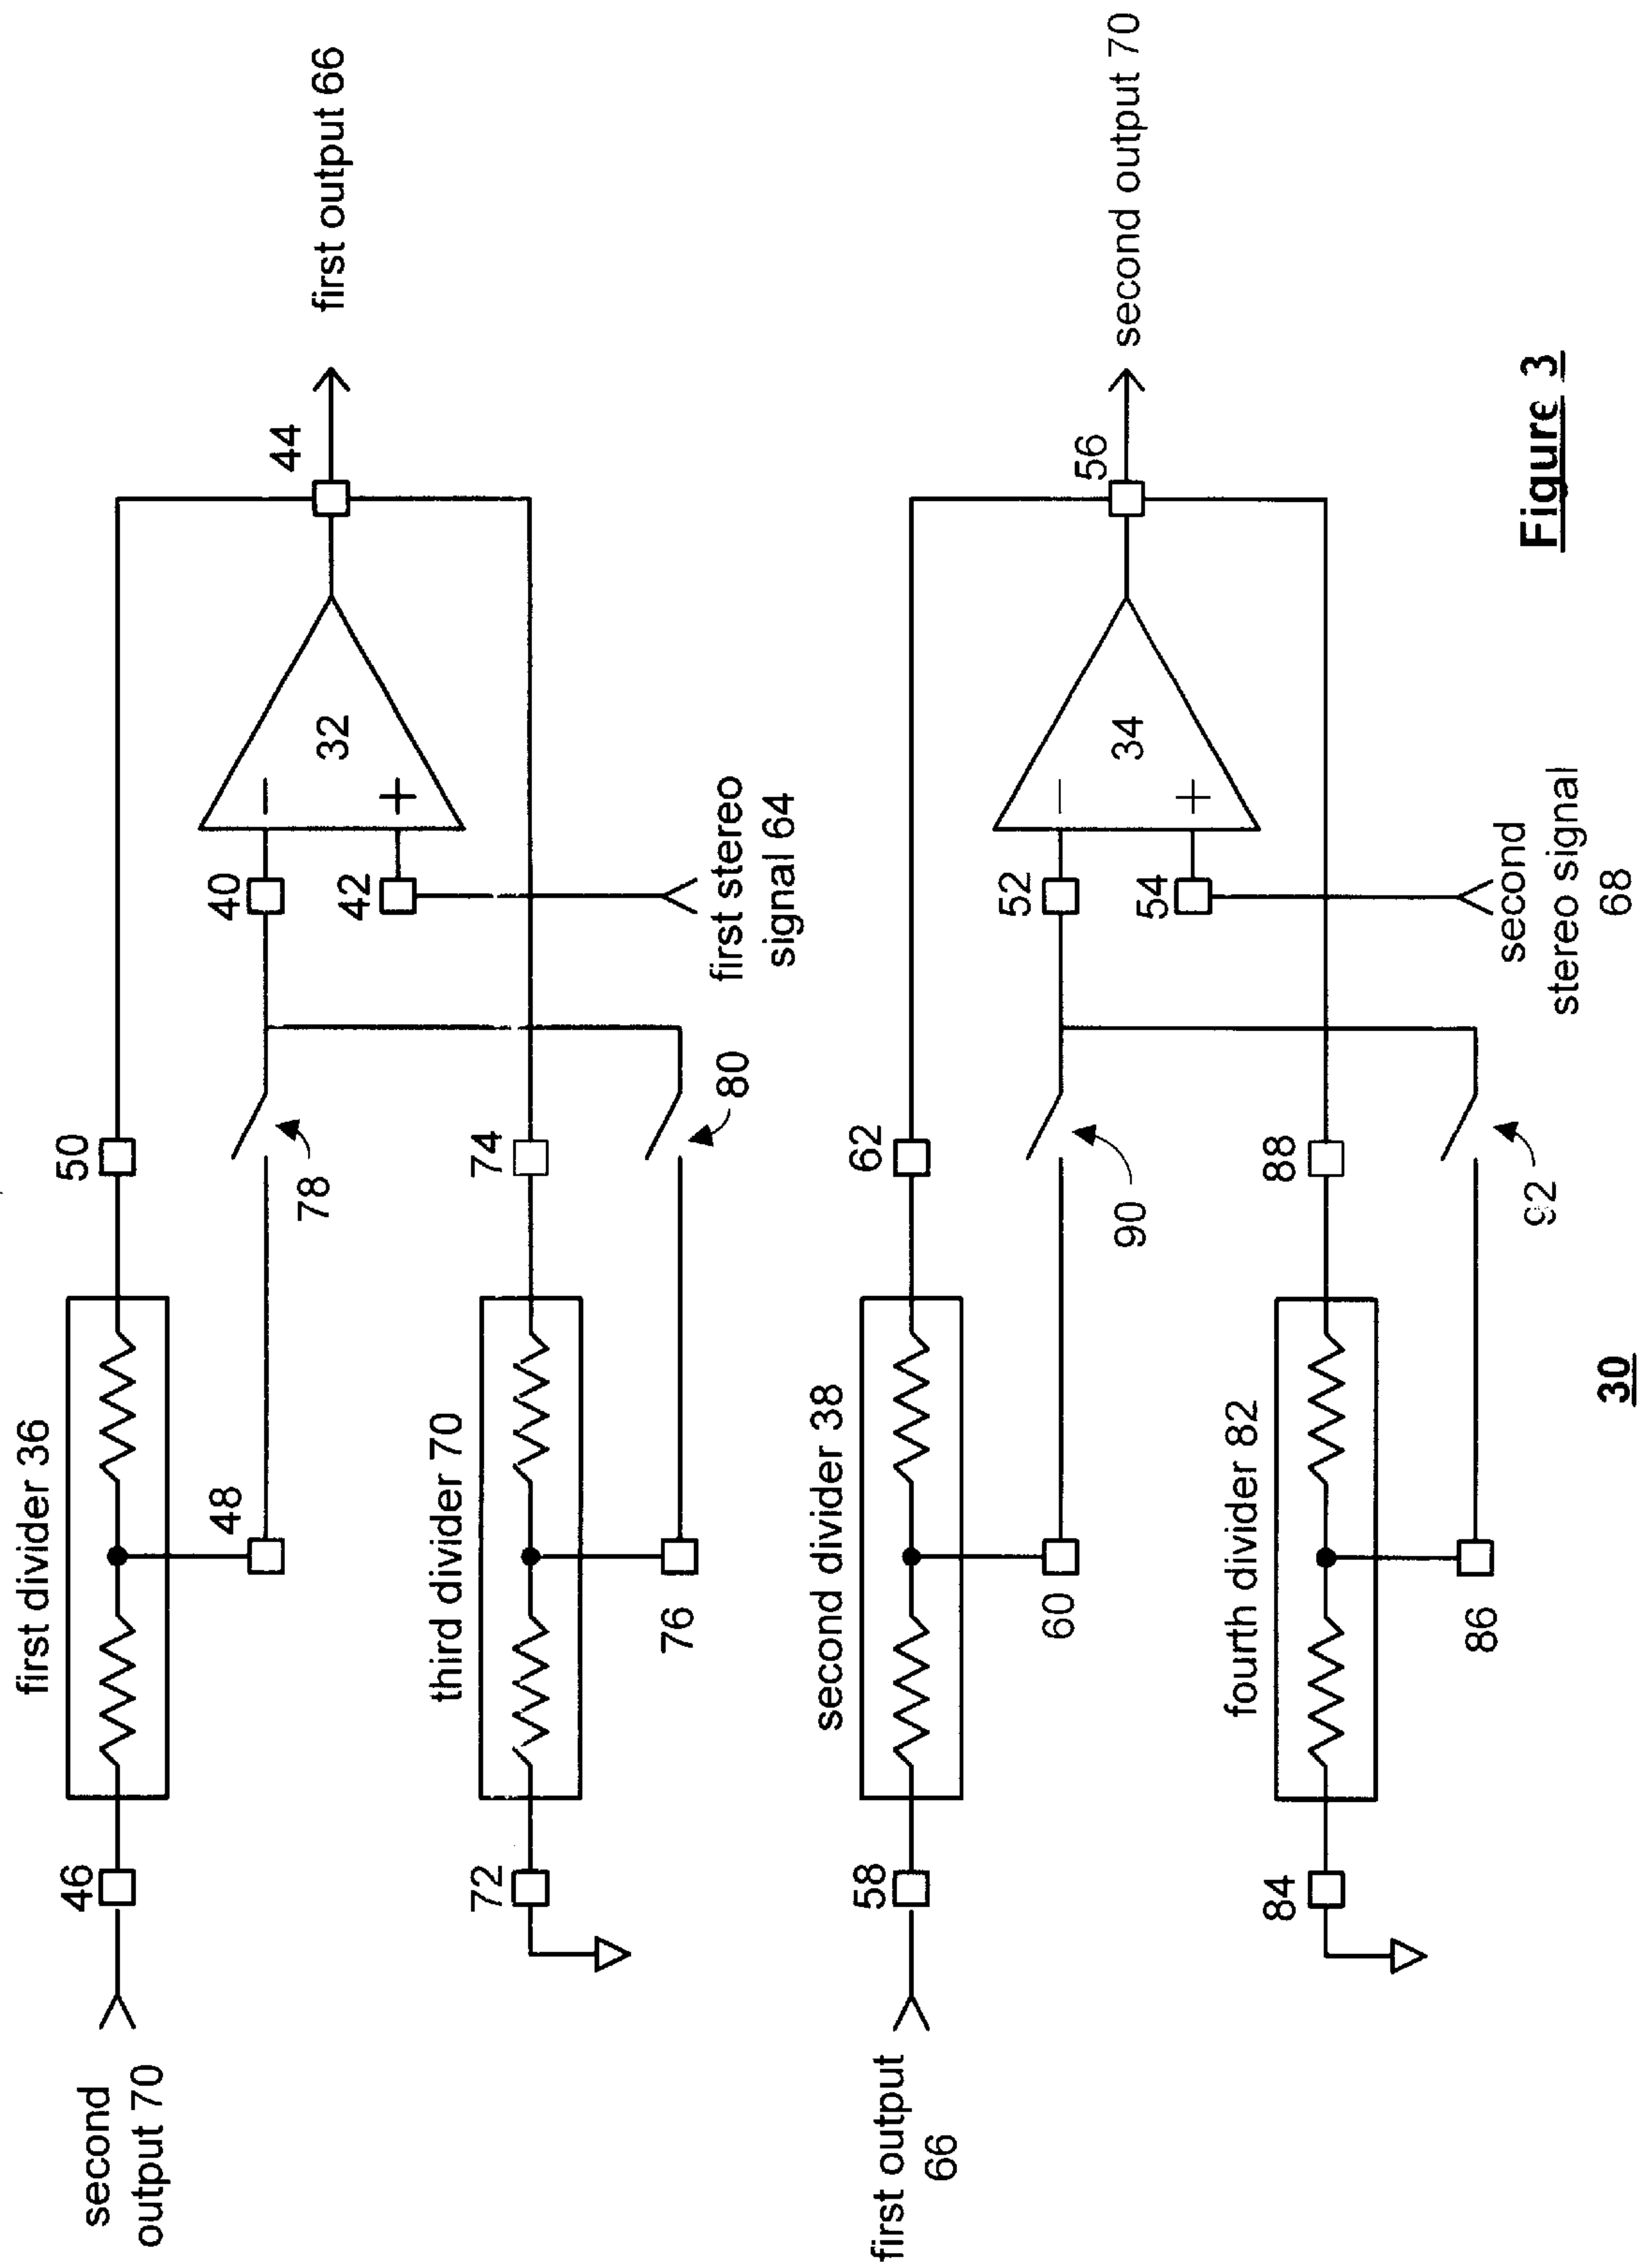 first divider 36
second
output 70
46
48
50
78
40
42
32
44
first output 66
first stereo
signal 64
third divider 70
72
76
74
80
second divider 38
first output
66
58
60
62
90
52
54
34
56
second output 70
second
stereo signal
68
fourth divider 82
84
86
88
92
30
Figure 3